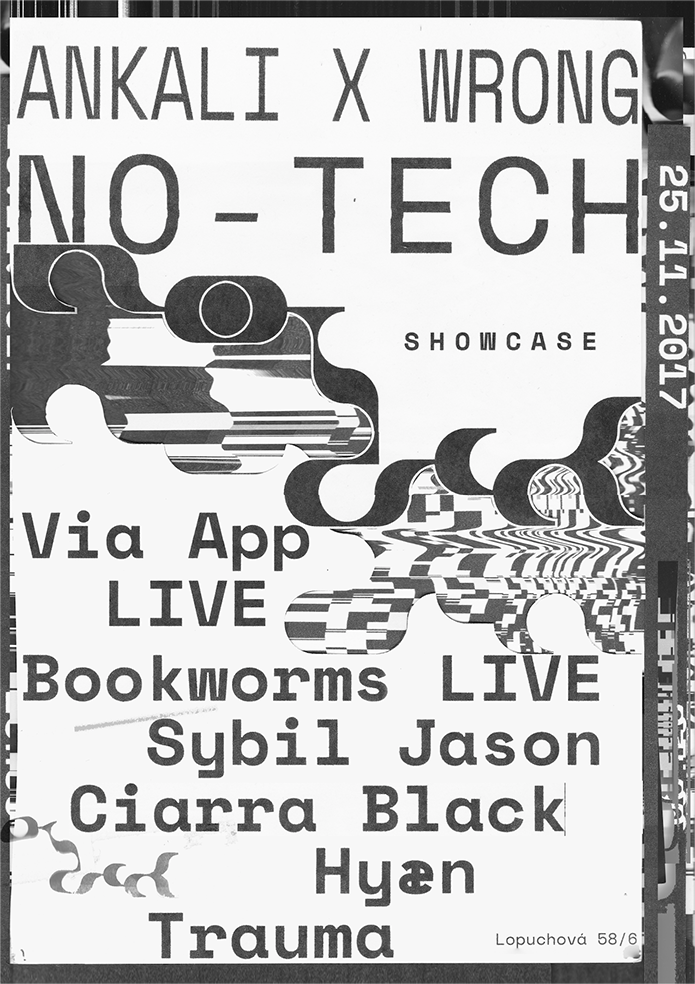 ANKALI X WRONG
NO-TECH
SHOWCASE
25.11.2017
Via App
LIVE
Bookworms LIVE
Sybil Jason
Ciarra Black
Hyæn
Trauma
Lopuchová 58/6